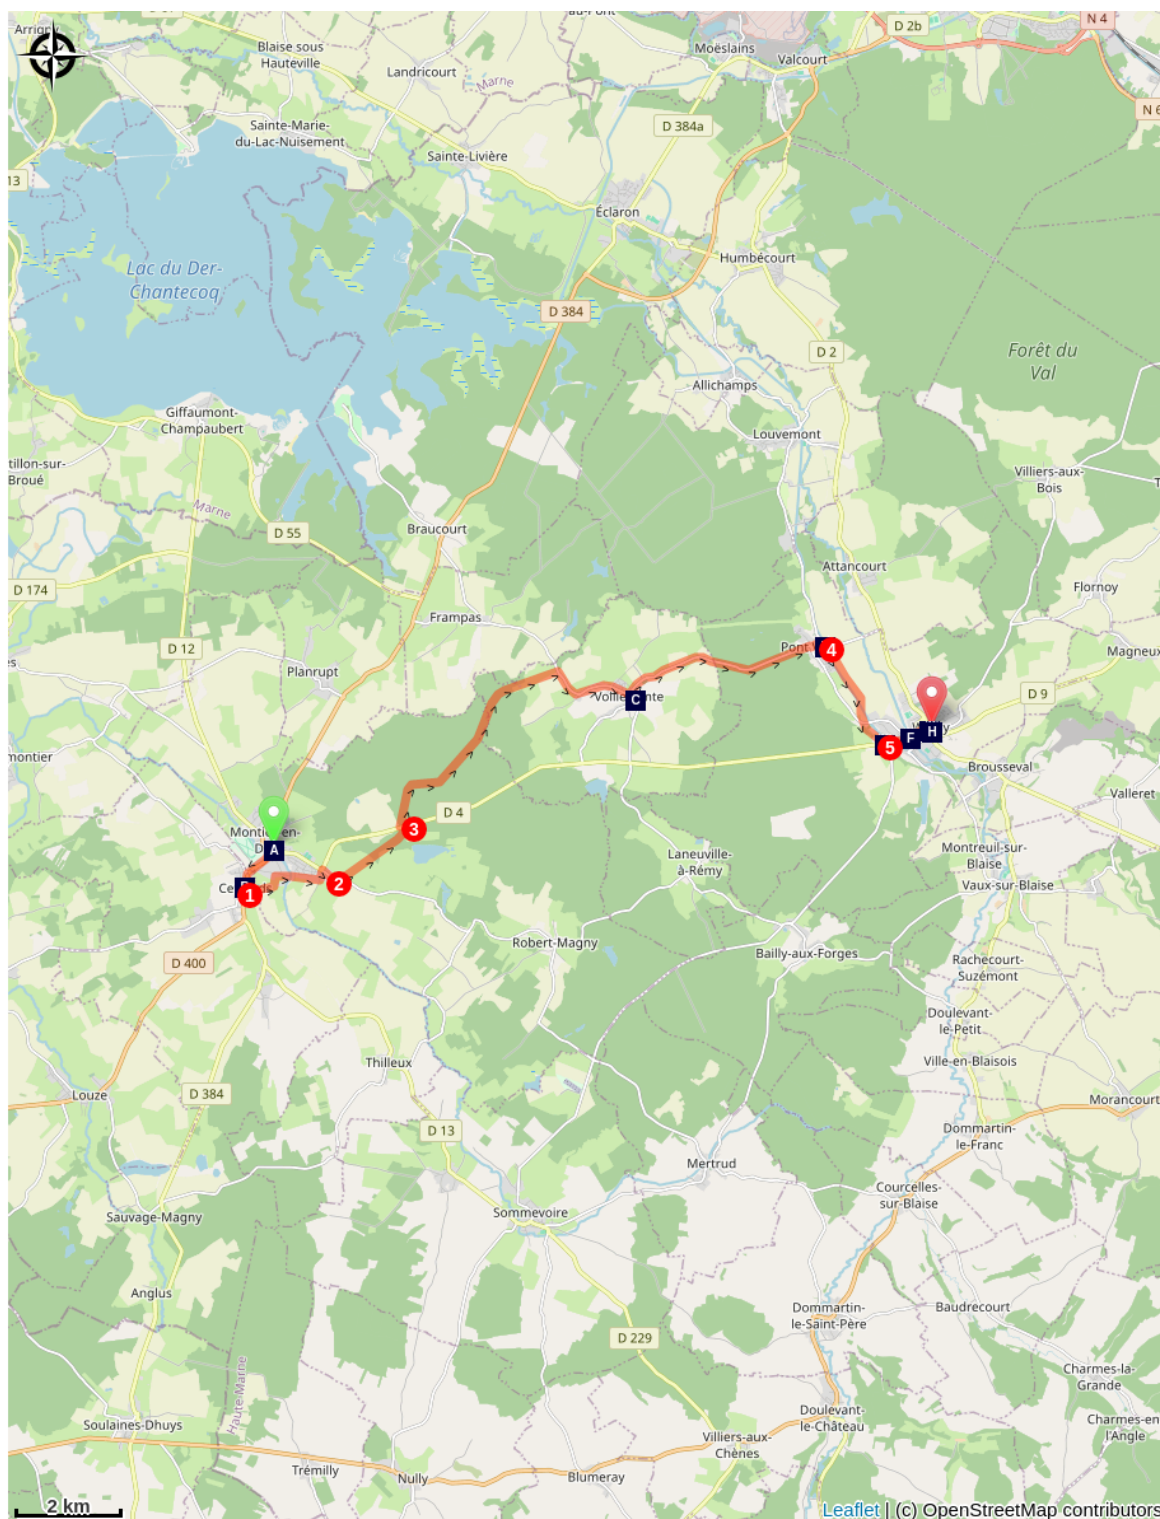 au-Pont
N 4
D 2b
Arrigny
Blaise sous
Hauteville
Moëslains
Valcourt
Landricourt
Marne
N 6
D 384a
Sainte-Marie-
du-Lac-Nuisement
Sainte-Livière
13
Éclaron
Humbécourt
Lac du Der-
Chantecoq
D 384
Forêt du
Val
D 2
Allichamps
Giffaumont-
Champaubert
Louvemont
tillon-sur-
Broué
Villiers-aux-
Bois
Marne
D 55
Braucourt
Attancourt
D 174
Flornoy
Frampas
D 12
Pont
4
Magneux
Planrupt
D 9
C
montier
F
H
5
Brousseval
Valleret
D 4
3
A
Laneuville-
à-Rémy
Montreuil-sur-
Blaise
Vaux-sur-Blaise
2
1
Robert-Magny
Bailly-aux-Forges
D 400
Rachecourt-
Suzémont
Doulevant-
le-Petit
Thilleux
Ville-en-Blaisois
Louze
D 384
Morancourt
D 13
Dommartin-
le-Franc
Mertrud
Courcelles-
sur-Blaise
Sauvage-Magny
Sommevoire
Anglus
Dommartin-
le-Saint-Père
Baudrecourt
D 229
Charmes-la-
Grande
Haute-Marne
Soulaines-Dhuys
Doulevant-
le-Château
Charmes-en-
l'Angle
Villiers-aux-
Chènes
Trémilly
Nully
Blumeray
2 km
Leaflet | (c) OpenStreetMap contributors